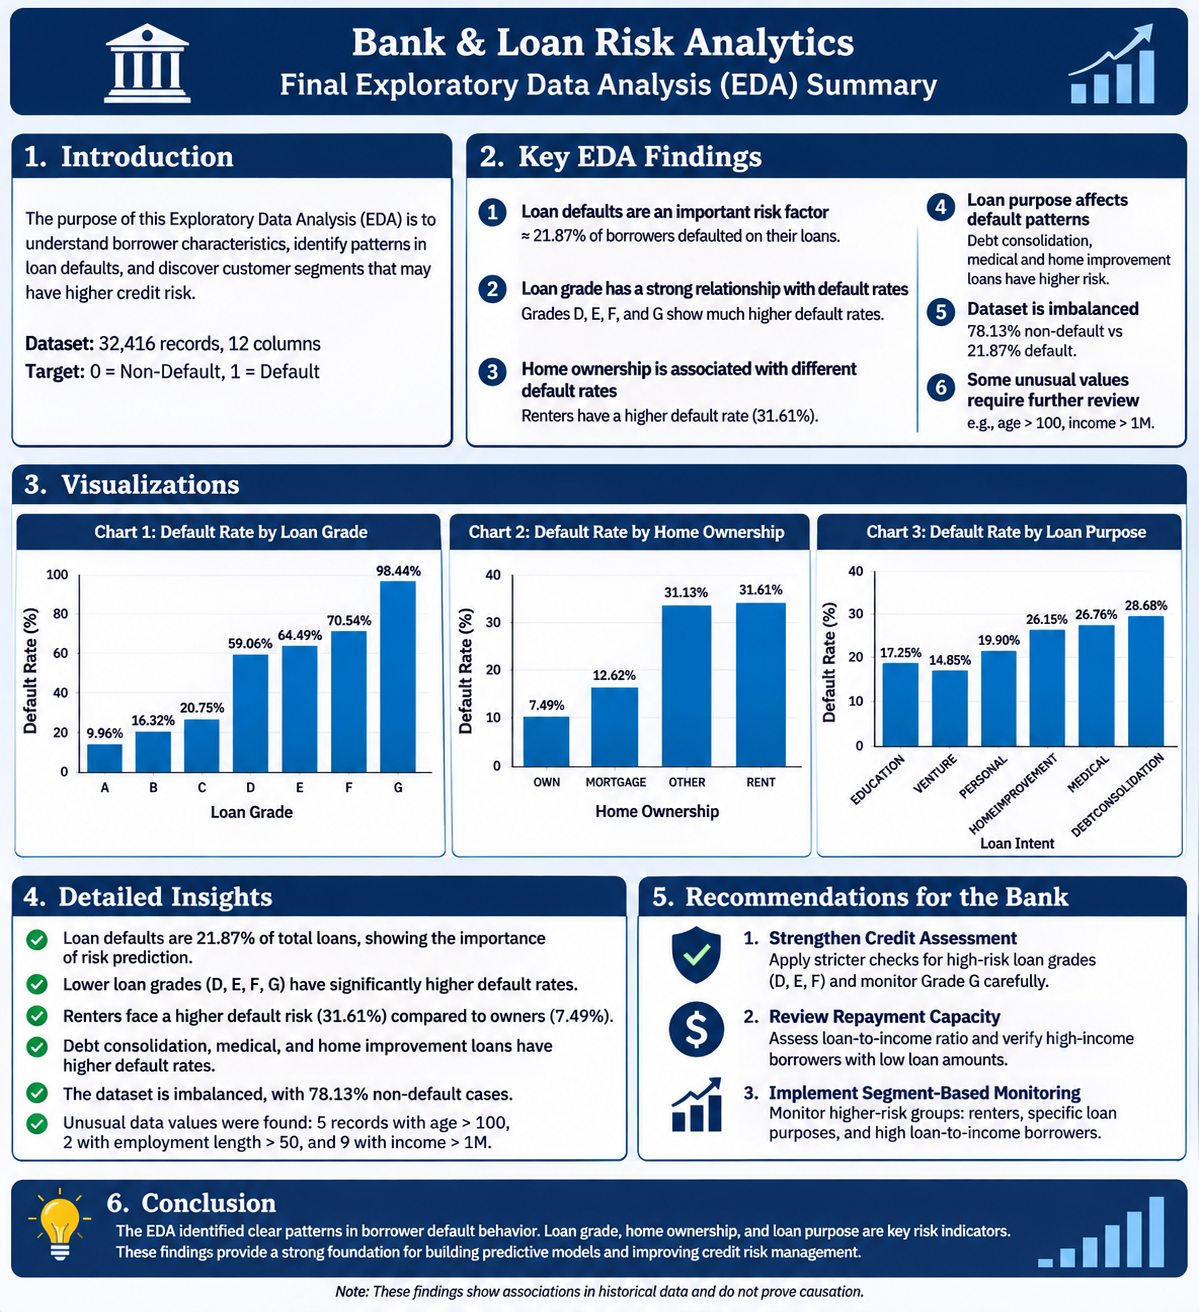 Bank & Loan Risk Analytics
Final Exploratory Data Analysis (EDA) Summary
1. Introduction
The purpose of this Exploratory Data Analysis (EDA) is to
understand borrower characteristics, identify patterns in
loan defaults, and discover customer segments that may
have higher credit risk.
Dataset: 32,416 records, 12 columns
Target: 0 = Non-Default, 1 = Default
2. Key EDA Findings
1 Loan defaults are an important risk factor
≈ 21.87% of borrowers defaulted on their loans.
2 Loan grade has a strong relationship with default rates
Grades D, E, F, and G show much higher default rates.
3 Home ownership is associated with different
default rates
Renters have a higher default rate (31.61%).
4 Loan purpose affects
default patterns
Debt consolidation,
medical and home improvement
loans have higher risk.
5 Dataset is imbalanced
78.13% non-default vs
21.87% default.
6 Some unusual values
require further review
e.g., age > 100, income > 1M.
3. Visualizations
Chart 1: Default Rate by Loan Grade
Default Rate (%)
100
80
60
40
20
0
9.96%
16.32%
20.75%
59.06%
64.49%
70.54%
98.44%
A B C D E F G
Loan Grade
Chart 2: Default Rate by Home Ownership
Default Rate (%)
40
30
20
10
0
7.49%
12.62%
31.13%
31.61%
OWN MORTGAGE OTHER RENT
Home Ownership
Chart 3: Default Rate by Loan Purpose
Default Rate (%)
40
30
20
10
0
17.25%
14.85%
19.90%
26.15%
26.76%
28.68%
EDUCATION
VENTURE
PERSONAL
HOMEIMPROVEMENT
MEDICAL
DEBTCONSOLIDATION
Loan Intent
4. Detailed Insights
Loan defaults are 21.87% of total loans, showing the importance
of risk prediction.
Lower loan grades (D, E, F, G) have significantly higher default rates.
Renters face a higher default risk (31.61%) compared to owners (7.49%).
Debt consolidation, medical, and home improvement loans have
higher default rates.
The dataset is imbalanced, with 78.13% non-default cases.
Unusual data values were found: 5 records with age > 100,
2 with employment length > 50, and 9 with income > 1M.
5. Recommendations for the Bank
1. Strengthen Credit Assessment
Apply stricter checks for high-risk loan grades
(D, E, F) and monitor Grade G carefully.
$
2. Review Repayment Capacity
Assess loan-to-income ratio and verify high-income
borrowers with low loan amounts.
3. Implement Segment-Based Monitoring
Monitor higher-risk groups: renters, specific loan
purposes, and high loan-to-income borrowers.
6. Conclusion
The EDA identified clear patterns in borrower default behavior. Loan grade, home ownership, and loan purpose are key risk indicators.
These findings provide a strong foundation for building predictive models and improving credit risk management.
Note: These findings show associations in historical data and do not prove causation.